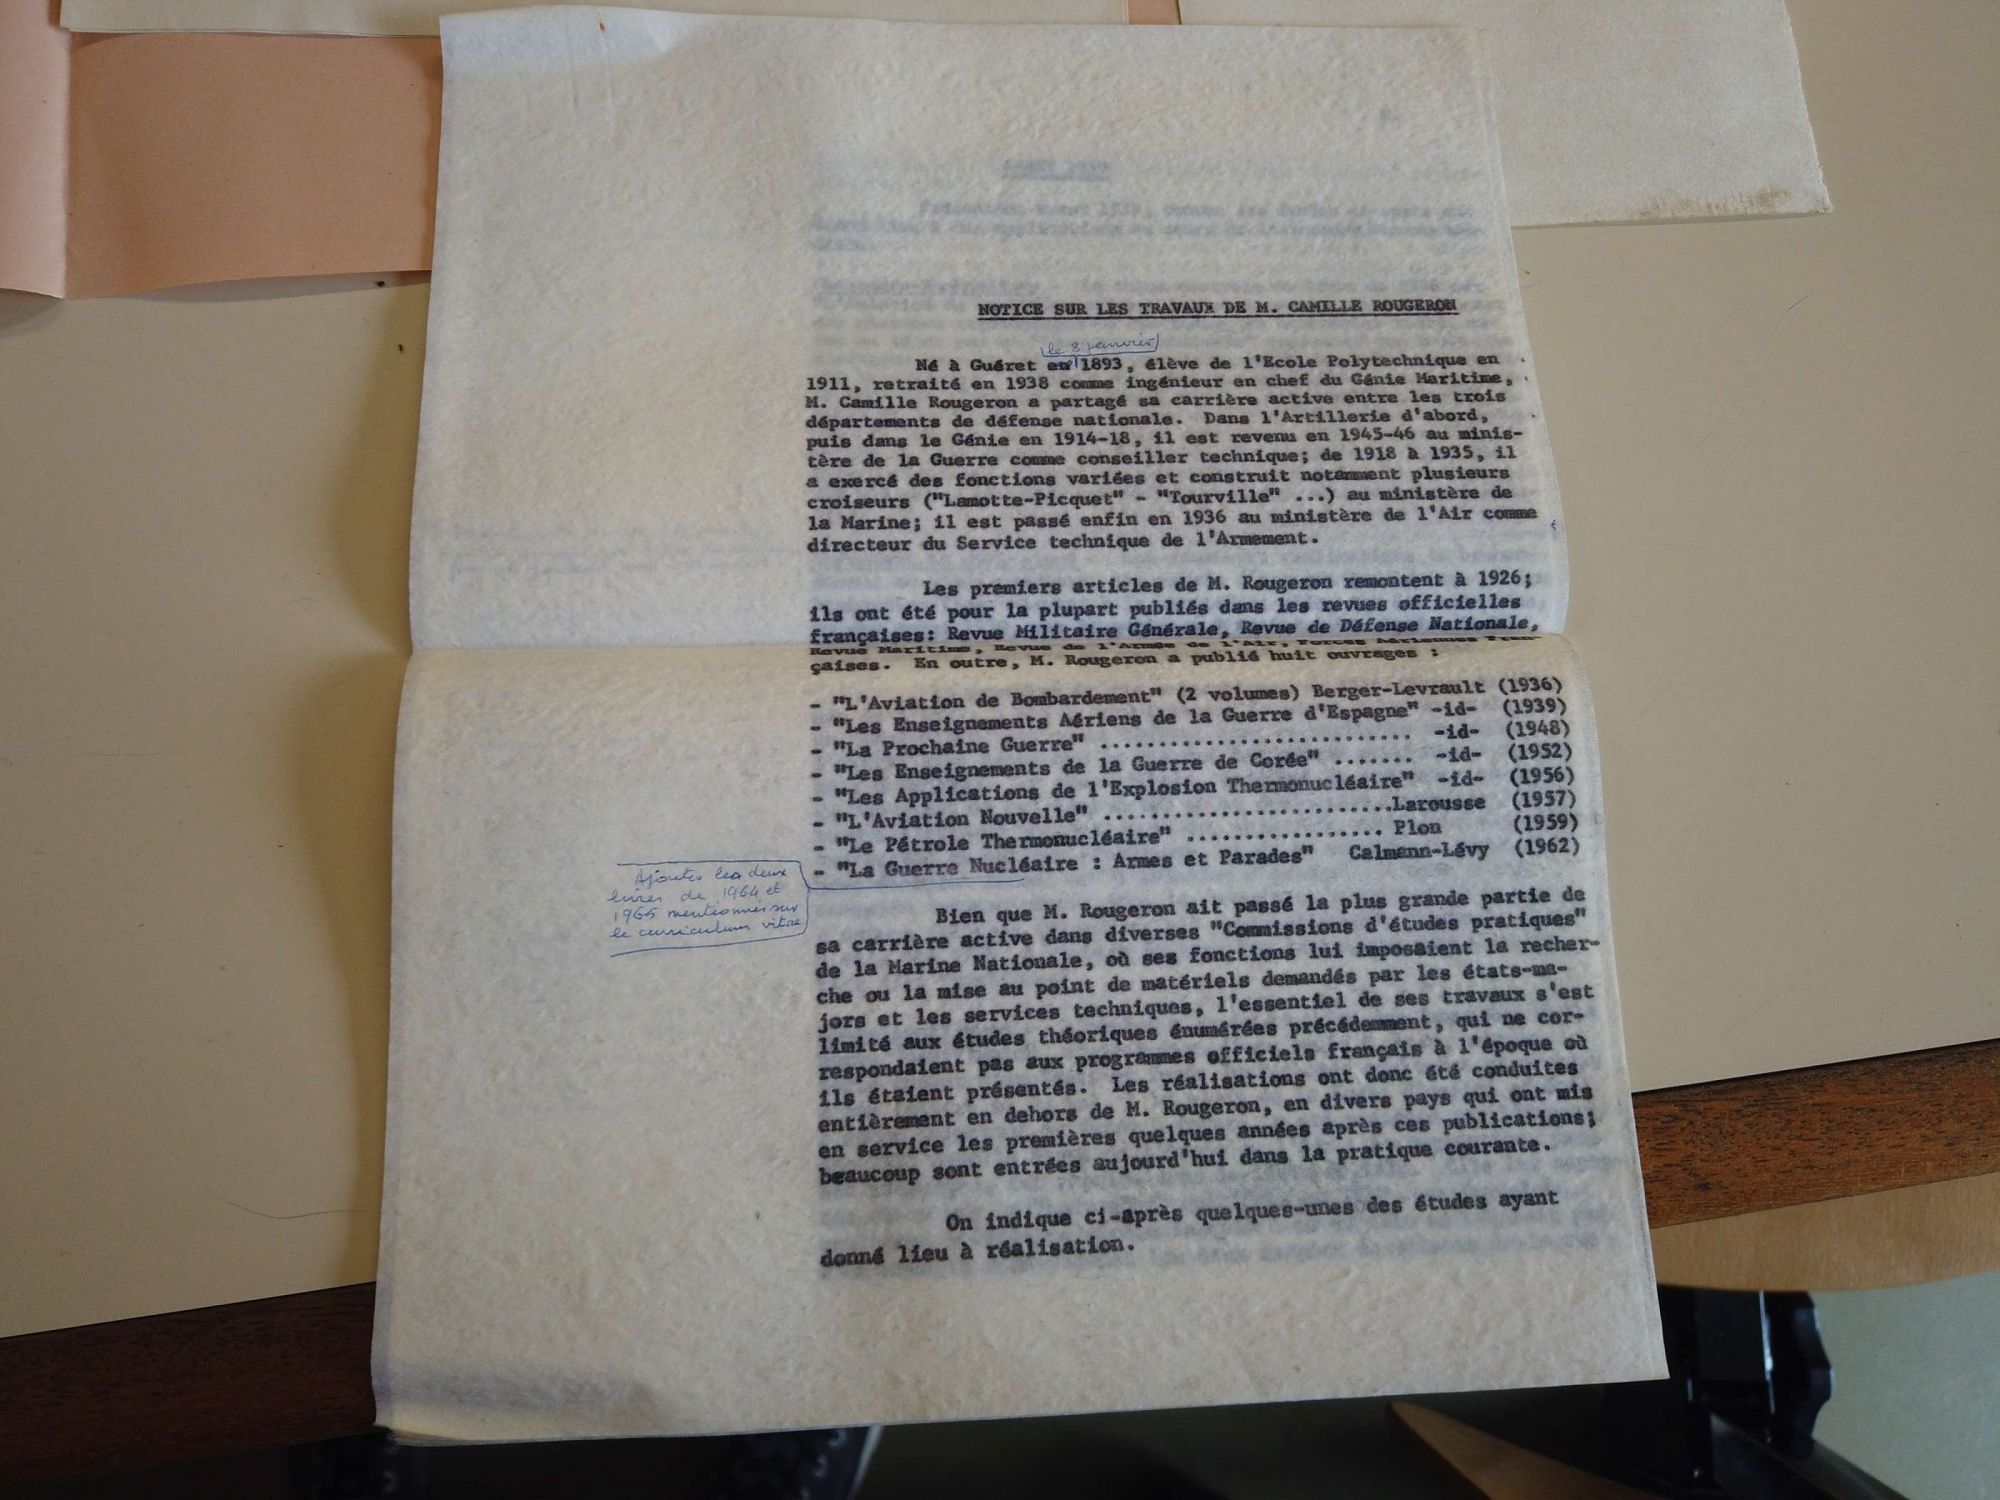 NOTICE SUR LES TRAVAUX DE M. CAMILLE ROUGERON
le 8 janvier
Né à Guéret en 1893, élève de l'Ecole Polytechnique en
1911, retraité en 1938 comme ingénieur en chef du Génie Maritime,
M. Camille Rougeron a partagé sa carrière active entre les trois
départements de défense nationale. Dans l'Artillerie d'abord,
puis dans le Génie en 1914-18, il est revenu en 1945-46 au minis-
tère de la Guerre comme conseiller technique; de 1918 à 1935, il
a exercé des fonctions variées et construit notamment plusieurs
croiseurs ("Lamotte-Picquet" - "Tourville" ...) au ministère de
la Marine; il est passé enfin en 1936 au ministère de l'Air comme
directeur du Service technique de l'Armement.
Les premiers articles de M. Rougeron remontent à 1926;
ils ont été pour la plupart publiés dans les revues officielles
françaises: Revue Militaire Générale, Revue de Défense Nationale,
Revue Maritime, Revue de l'Armée de l'Air, Forces Aériennes Fran-
çaises. En outre, M. Rougeron a publié huit ouvrages :
- "L'Aviation de Bombardement" (2 volumes) Berger-Levrault (1936)
- "Les Enseignements Aériens de la Guerre d'Espagne" -id- (1939)
- "La Prochaine Guerre" .......................... -id- (1948)
- "Les Enseignements de la Guerre de Corée" ....... -id- (1952)
- "Les Applications de l'Explosion Thermonucléaire" -id- (1956)
- "L'Aviation Nouvelle" ........................Larousse (1957)
- "Le Pétrole Thermonucléaire" ................. Plon (1959)
- "La Guerre Nucléaire : Armes et Parades" Calmann-Lévy (1962)
Ajouter les deux
livres de 1964 et
1965 mentionnés sur
le curriculum vitae
Bien que M. Rougeron ait passé la plus grande partie de
sa carrière active dans diverses "Commissions d'études pratiques"
de la Marine Nationale, où ses fonctions lui imposaient la recher-
che ou la mise au point de matériels demandés par les états-ma-
jors et les services techniques, l'essentiel de ses travaux s'est
limité aux études théoriques énumérées précédemment, qui ne cor-
respondaient pas aux programmes officiels français à l'époque où
ils étaient présentés. Les réalisations ont donc été conduites
entièrement en dehors de M. Rougeron, en divers pays qui ont mis
en service les premières quelques années après ces publications;
beaucoup sont entrées aujourd'hui dans la pratique courante.
On indique ci-après quelques-unes des études ayant
donné lieu à réalisation.